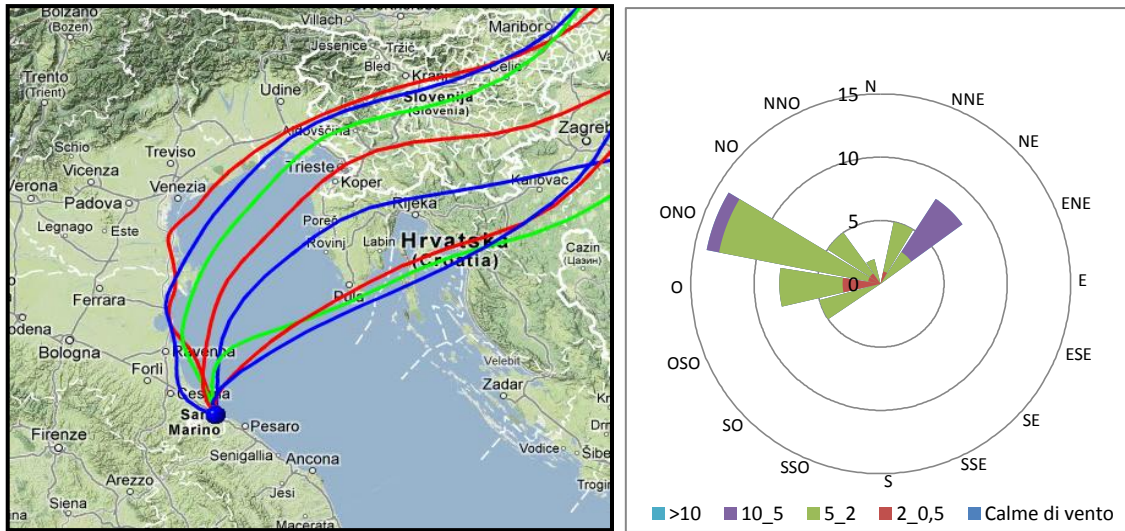 Bolzano
(Bozen)
Villach
Maribor
Jesenice
Tržič
Bled
Kranj
Celje
Trento
(Trient)
Udine
Slovenija
(Slovenia)
Ajdovščina
Zagreb
Schio
Treviso
Trieste
Vicenza
Venezia
Koper
Verona
Padova
Karlovac
Legnago
Este
Poreč
Rijeka
Rovinj
Labin
Hrvatska
(Croatia)
Cazin
(Цазин)
Ferrara
Pula
Modena
Bologna
Ravenna
Forlì
Velebit
Zadar
Cesena
San
Marino
Pesaro
Firenze
Senigallia
Ancona
Vodice
Arezzo
Jesi
Siena
Macerata
N
NNE
NE
ENE
E
ESE
SE
SSE
S
SSO
SO
OSO
O
ONO
NO
NNO
15
10
5
0
>10 10_5 5_2 2_0,5 Calme di vento